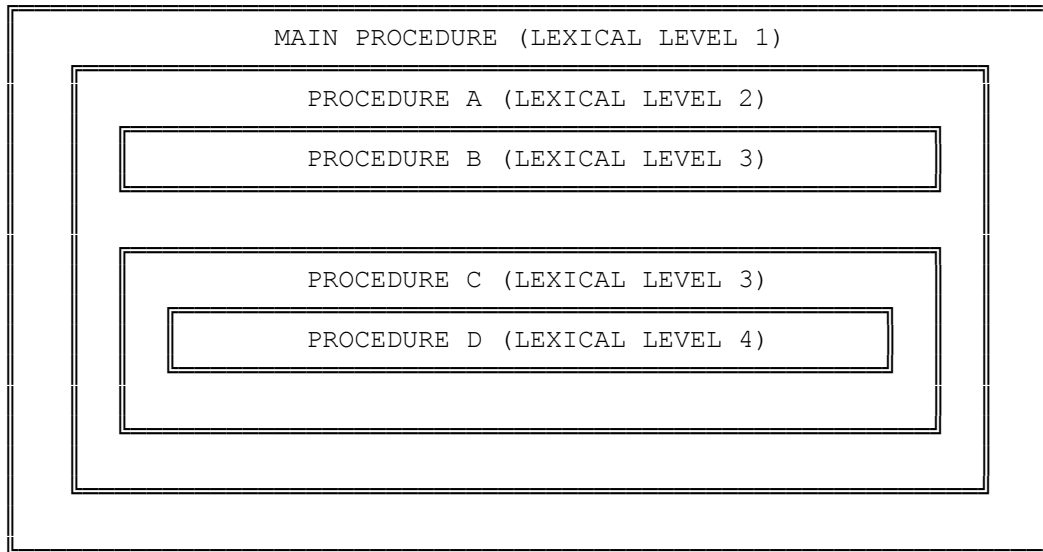 MAIN PROCEDURE (LEXICAL LEVEL 1)
PROCEDURE A (LEXICAL LEVEL 2)
PROCEDURE B (LEXICAL LEVEL 3)
PROCEDURE C (LEXICAL LEVEL 3)
PROCEDURE D (LEXICAL LEVEL 4)